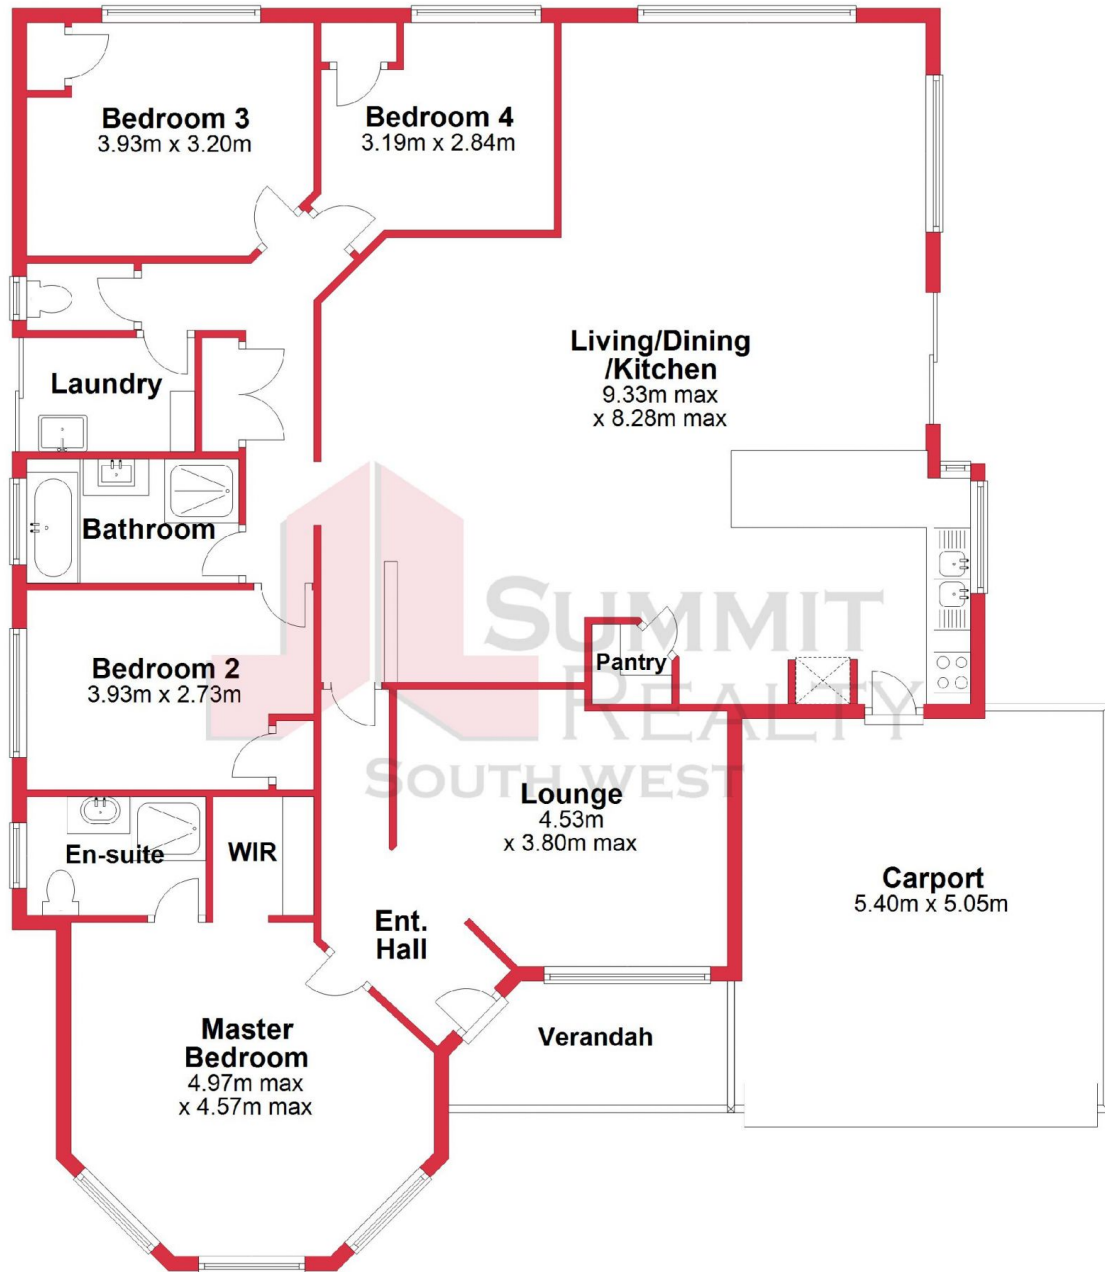 Bedroom 3
3.93m x 3.20m
Bedroom 4
3.19m x 2.84m
Living/Dining
/Kitchen
9.33m max
x 8.28m max
Laundry
Bathroom
Bedroom 2
3.93m x 2.73m
Pantry
SUMMIT
REALTY
SOUTH WEST
Lounge
4.53m
x 3.80m max
En-suite
WIR
Carport
5.40m x 5.05m
Ent.
Hall
Master
Bedroom
4.97m max
x 4.57m max
Verandah